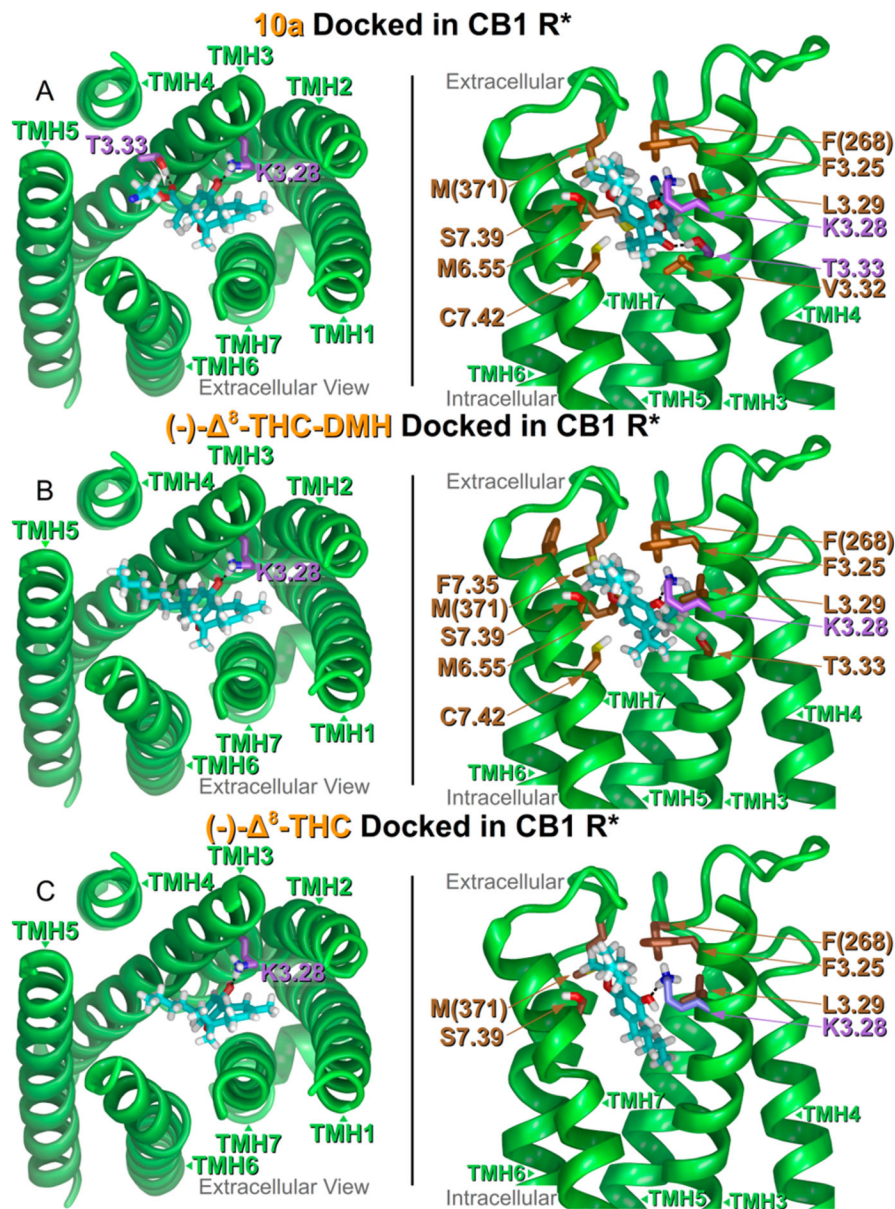 10a Docked in CB1 R*
A
TMH3
TMH4
TMH2
TMH5
T3.33
K3.28
TMH1
TMH7
TMH6
Extracellular View
Extracellular
F(268)
F3.25
M(371)
L3.29
K3.28
S7.39
M6.55
T3.33
V3.32
C7.42
TMH7
TMH4
TMH6
Intracellular
TMH5
TMH3
(-)-Δ⁸-THC-DMH Docked in CB1 R*
B
TMH3
TMH4
TMH2
TMH5
K3.28
TMH7
TMH1
TMH6
Extracellular View
Extracellular
F(268)
F3.25
F7.35
M(371)
L3.29
K3.28
S7.39
M6.55
T3.33
C7.42
TMH7
TMH4
TMH6
Intracellular
TMH5
TMH3
(-)-Δ⁸-THC Docked in CB1 R*
C
TMH3
TMH4
TMH2
TMH5
K3.28
TMH7
TMH1
TMH6
Extracellular View
Extracellular
F(268)
F3.25
M(371)
L3.29
S7.39
K3.28
TMH7
TMH4
TMH6
Intracellular
TMH5
TMH3